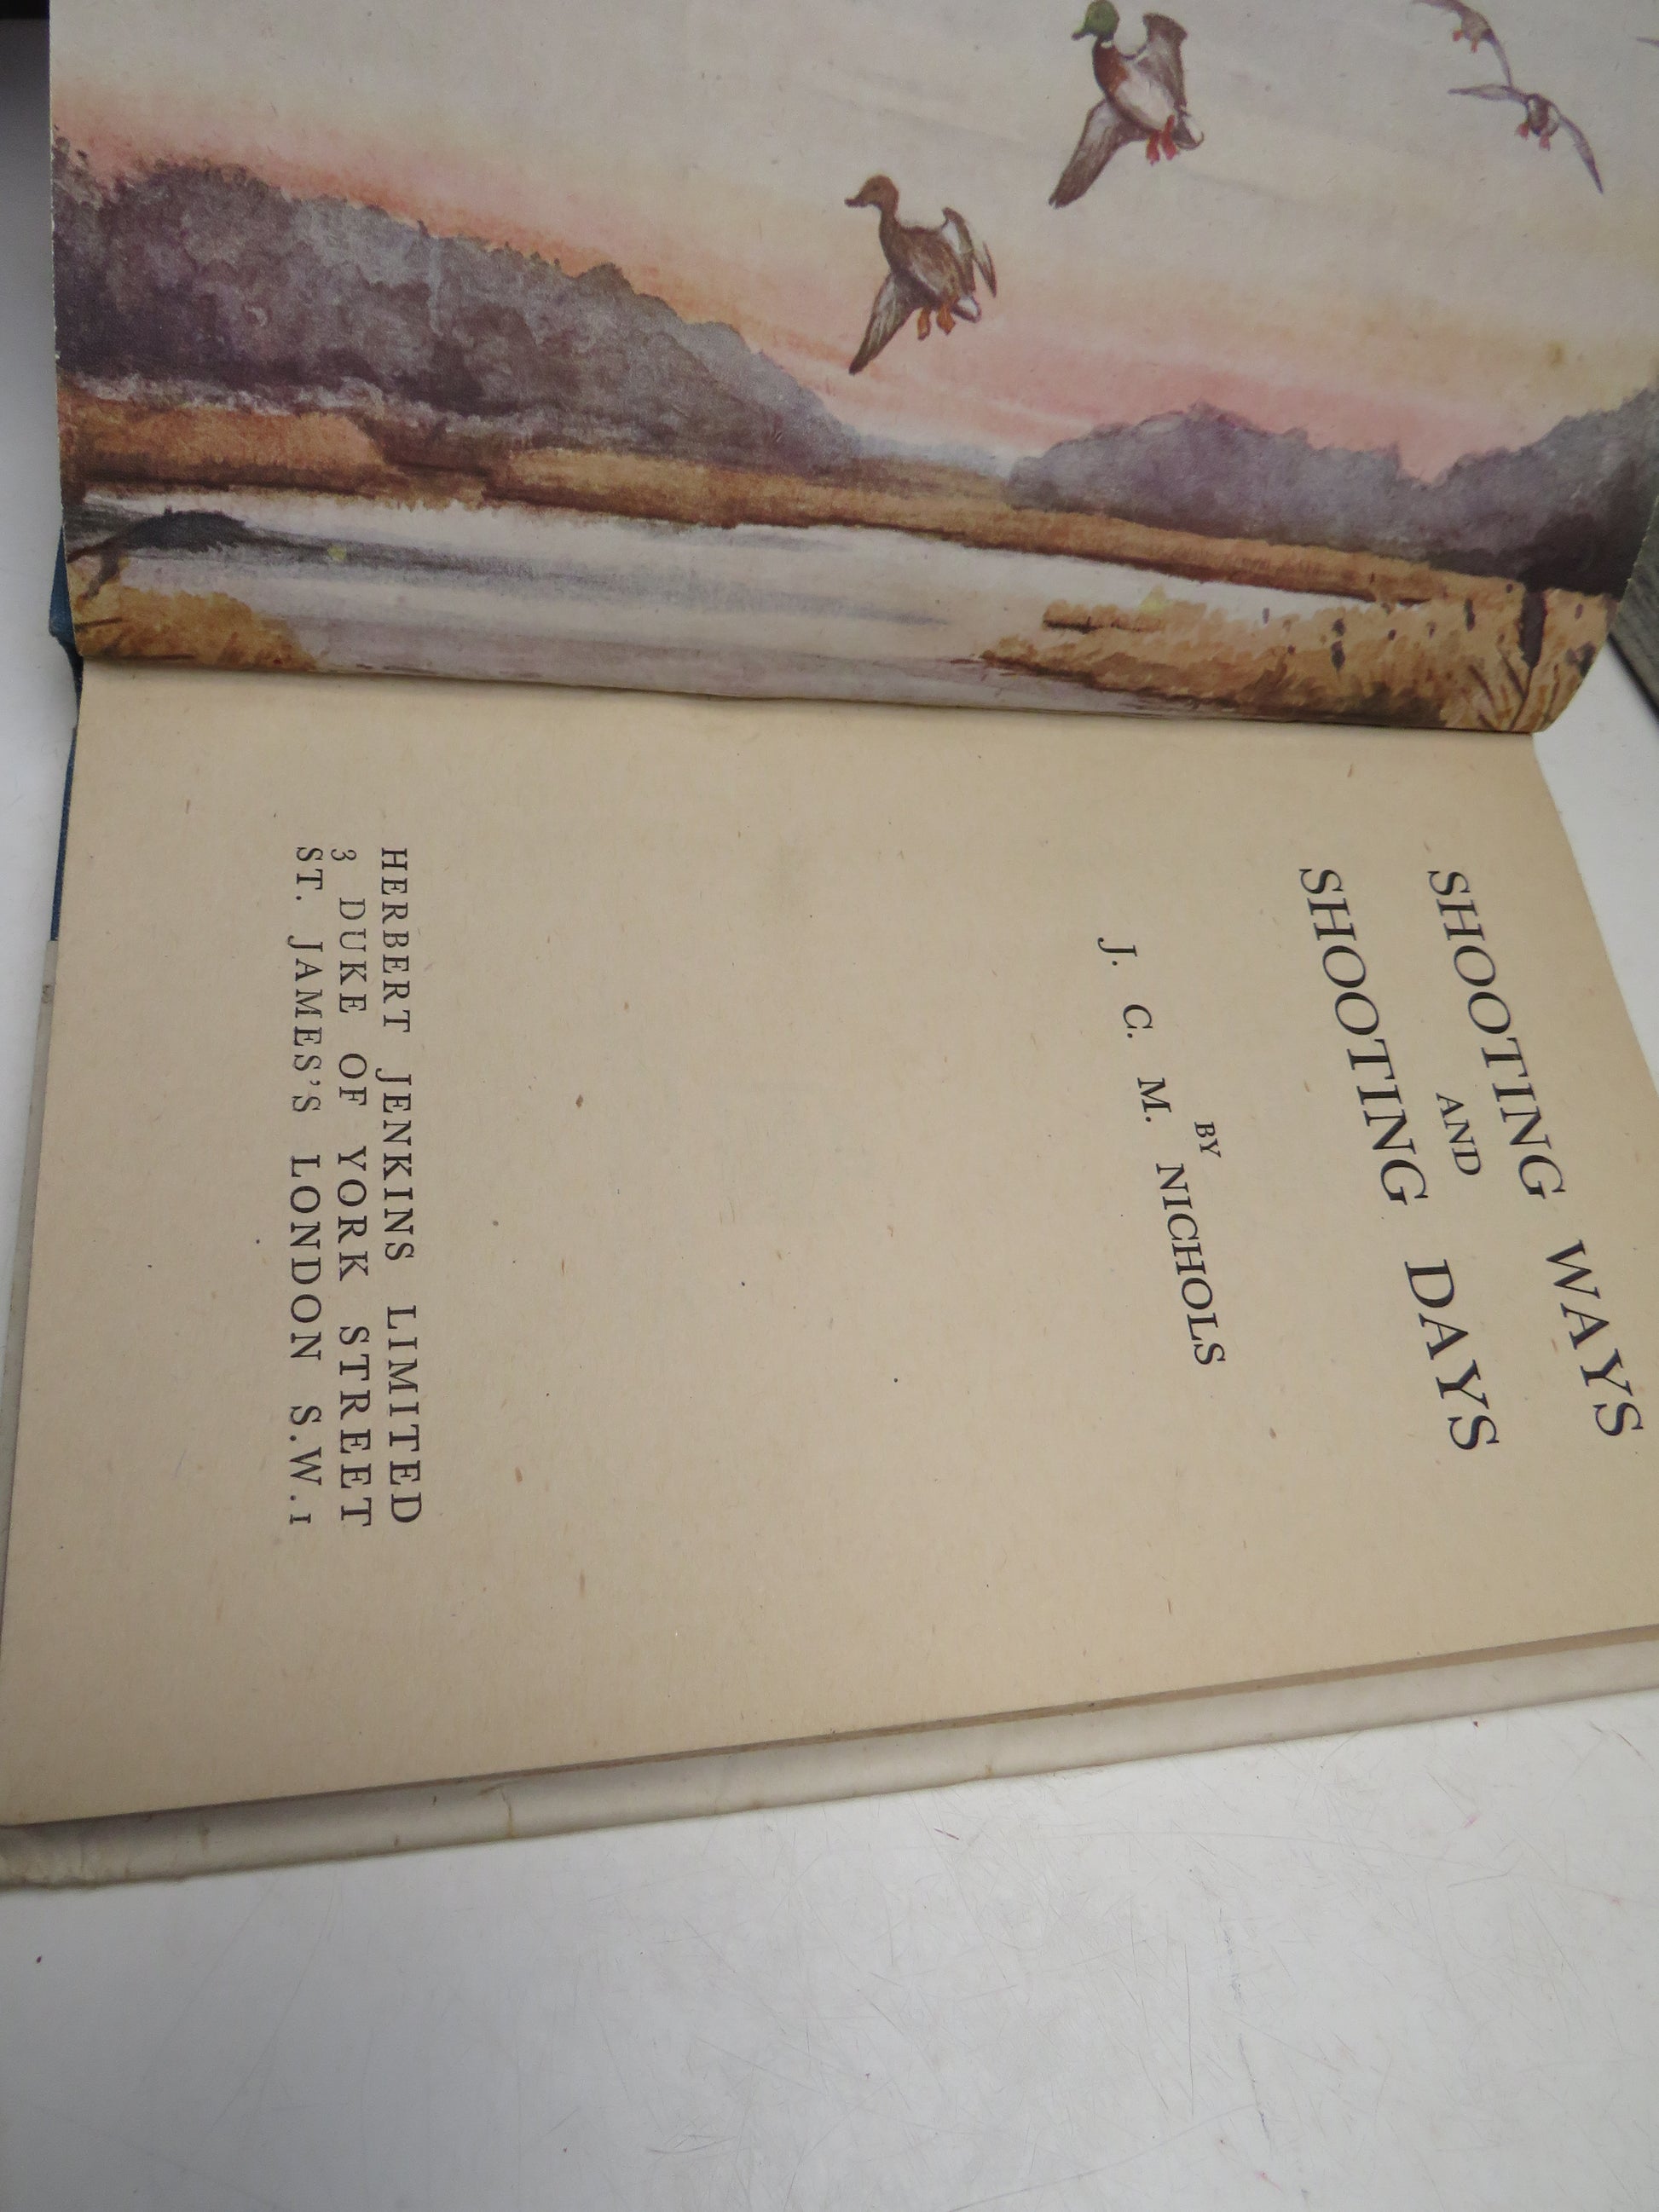 SHOOTING WAYS
AND
SHOOTING DAYS
BY
J. C. M. NICHOLS
HERBERT JENKINS LIMITED
3 DUKE OF YORK STREET
ST. JAMES'S LONDON S.W.1